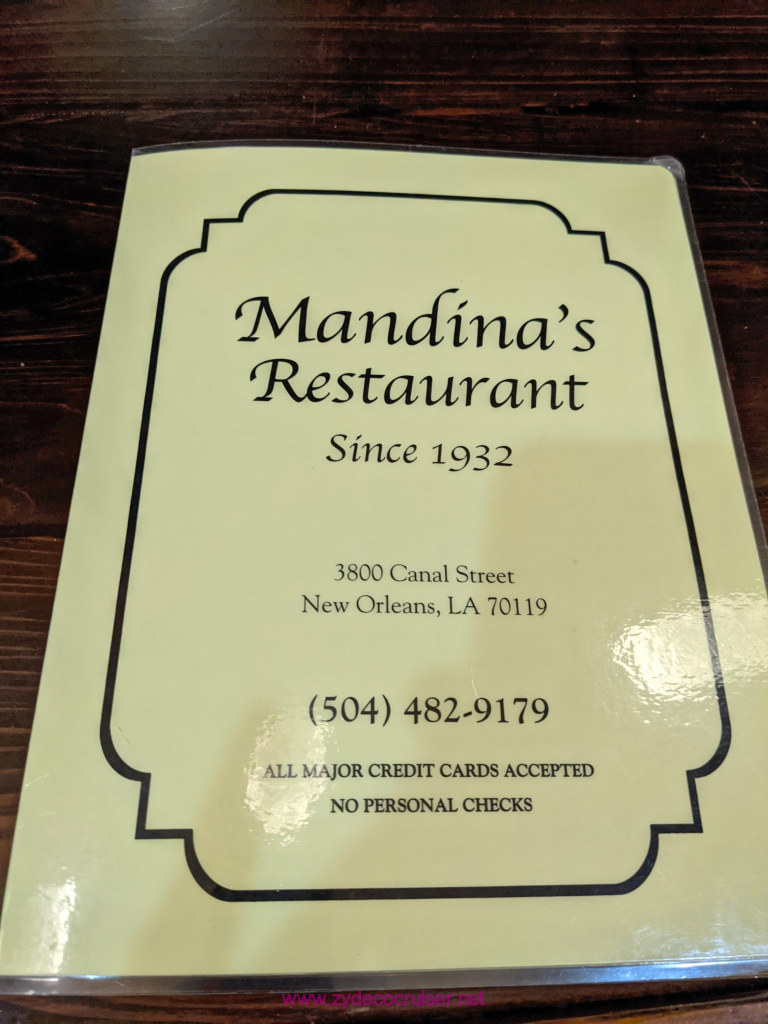 Mandina's
Restaurant
Since 1932
3800 Canal Street
New Orleans, LA 70119
(504) 482-9179
ALL MAJOR CREDIT CARDS ACCEPTED
NO PERSONAL CHECKS
www.zydecocruiser.net